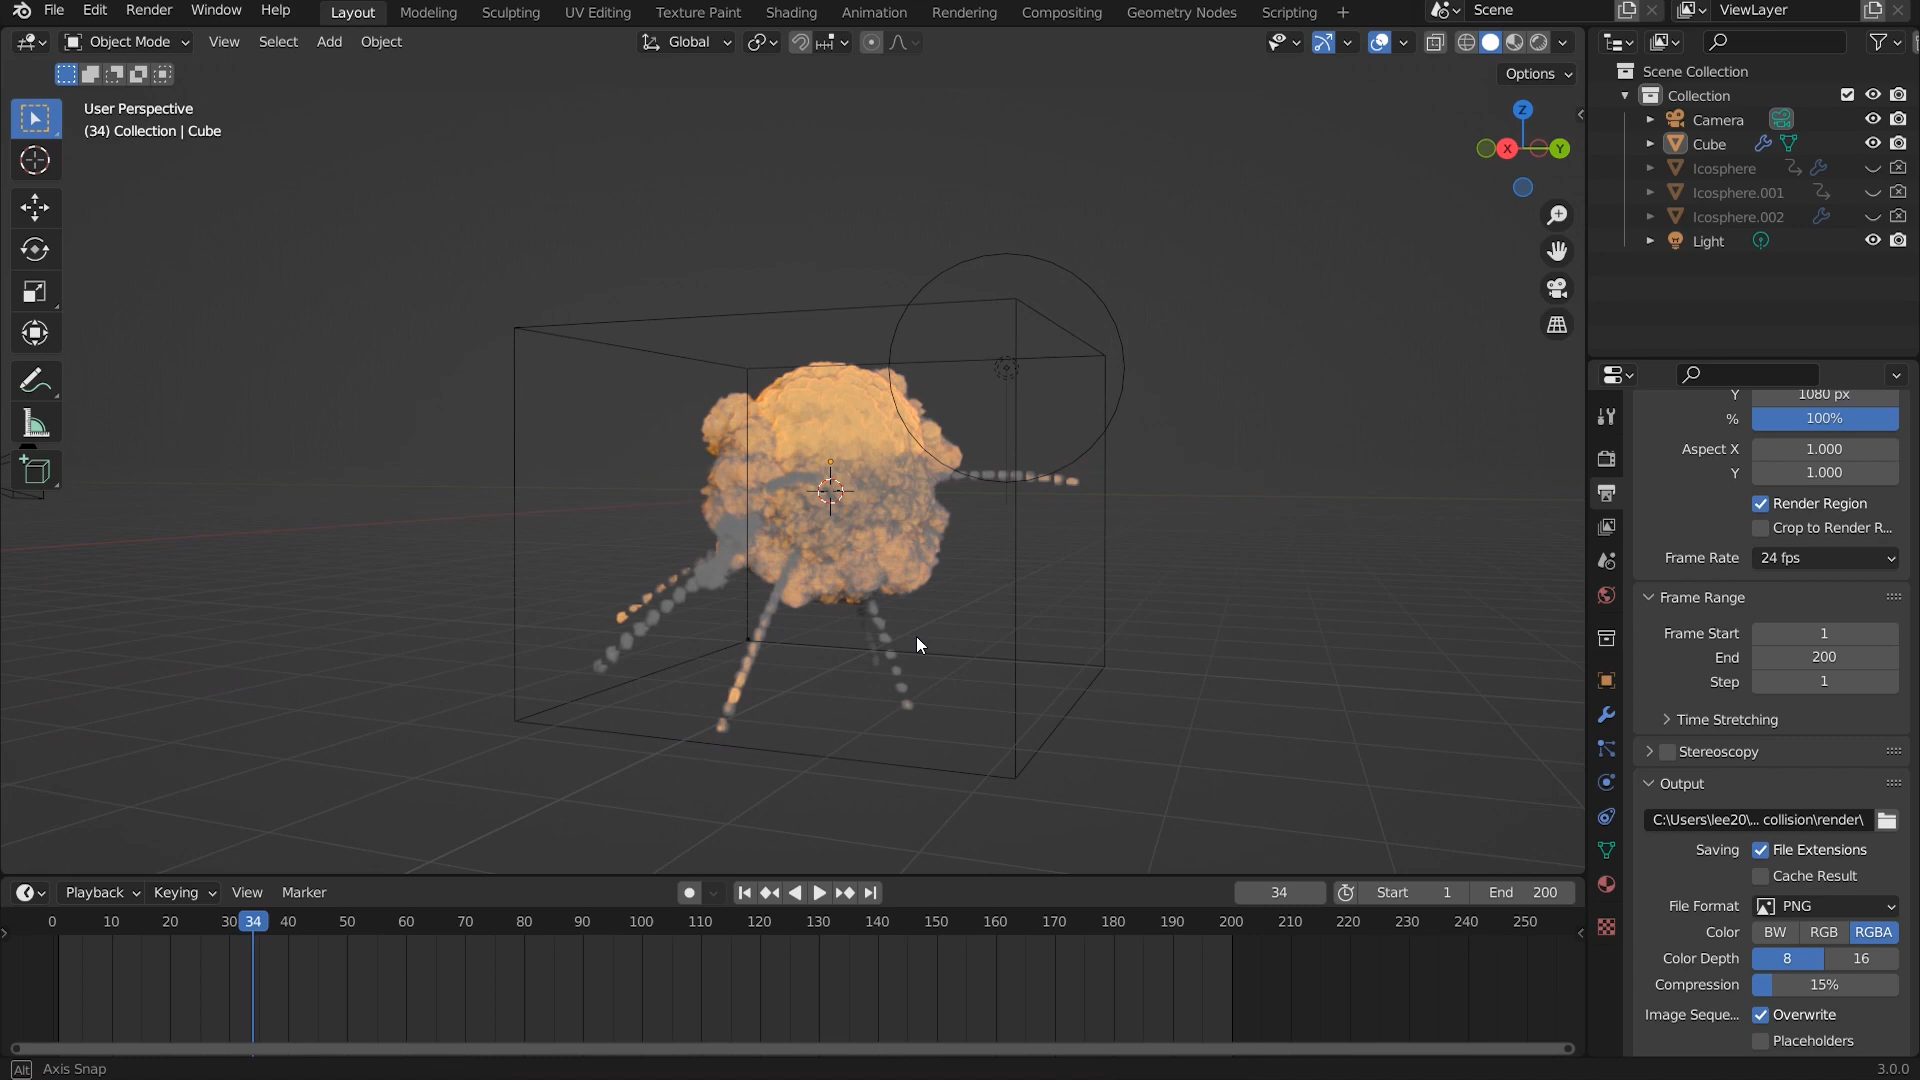 File Edit Render Window Help Layout Modeling Sculpting UV Editing Texture Paint Shading Animation Rendering Compositing Geometry Nodes Scripting + Scene ViewLayer
Object Mode View Select Add Object Global
Options
User Perspective
(34) Collection | Cube
Z
X Y
Scene Collection
Collection
Camera
Cube
Icosphere
Icosphere.001
Icosphere.002
Light
Y 1080 px
% 100%
Aspect X 1.000
Y 1.000
Render Region
Crop to Render R...
Frame Rate 24 fps
Frame Range
Frame Start 1
End 200
Step 1
Time Stretching
Stereoscopy
Output
C:\Users\lee20\... collision\render\
Saving File Extensions
Cache Result
File Format PNG
Color BW RGB RGBA
Color Depth 8 16
Compression 15%
Image Seque... Overwrite
Placeholders
Playback Keying View Marker 34 Start 1 End 200
0 10 20 30 34 40 50 60 70 80 90 100 110 120 130 140 150 160 170 180 190 200 210 220 230 240 250
Alt Axis Snap 3.0.0